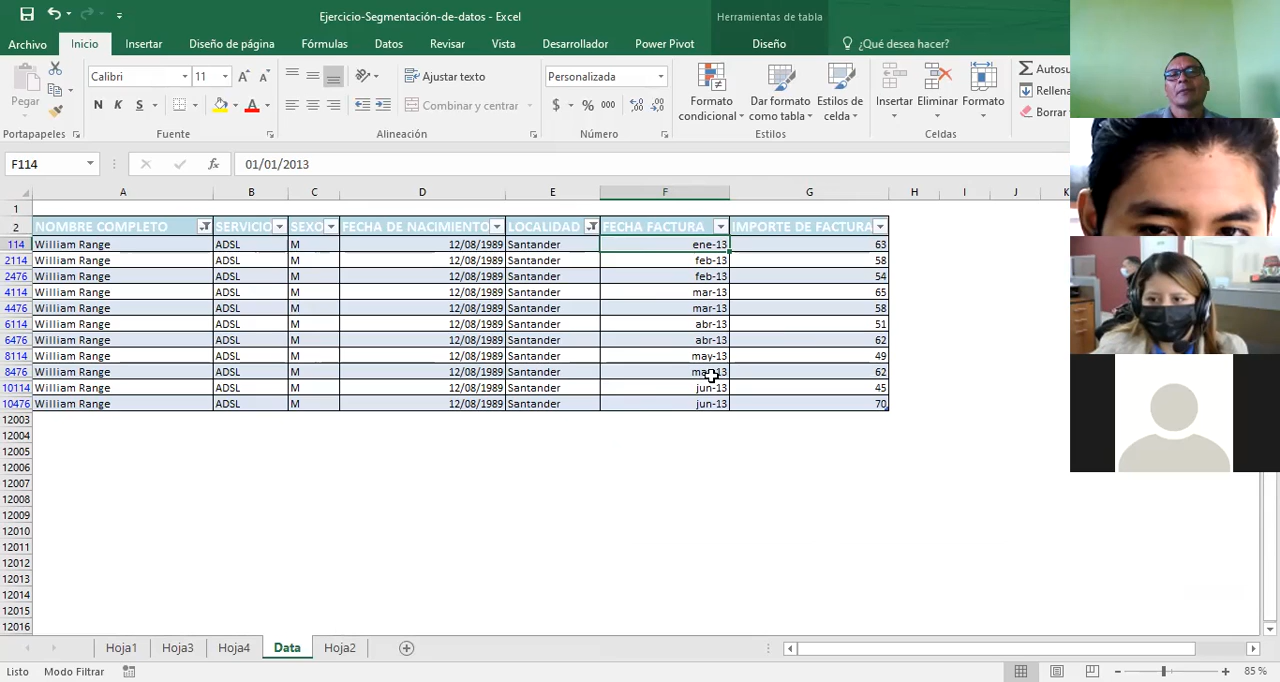 Ejercicio-Segmentación-de-datos - Excel
Herramientas de tabla
Archivo Inicio Insertar Diseño de página Fórmulas Datos Revisar Vista Desarrollador Power Pivot Diseño ¿Qué desea hacer?
Pegar
Calibri 11
N K S
Ajustar texto
Combinar y centrar
Personalizada
$ % 000
Formato condicional
Dar formato como tabla
Estilos de celda
Insertar Eliminar Formato
Autosu
Rellena
Borrar
Portapapeles Fuente Alineación Número Estilos Celdas
F114 fx 01/01/2013
A B C D E F G H I J K
1
2 NOMBRE COMPLETO SERVICIO SEXO FECHA DE NACIMIENTO LOCALIDAD FECHA FACTURA IMPORTE DE FACTURA
114 William Range ADSL M 12/08/1989 Santander ene-13 63
2114 William Range ADSL M 12/08/1989 Santander feb-13 58
2476 William Range ADSL M 12/08/1989 Santander feb-13 54
4114 William Range ADSL M 12/08/1989 Santander mar-13 65
4476 William Range ADSL M 12/08/1989 Santander mar-13 58
6114 William Range ADSL M 12/08/1989 Santander abr-13 51
6476 William Range ADSL M 12/08/1989 Santander abr-13 62
8114 William Range ADSL M 12/08/1989 Santander may-13 49
8476 William Range ADSL M 12/08/1989 Santander 62
10114 William Range ADSL M 12/08/1989 Santander jun-13 45
10476 William Range ADSL M 12/08/1989 Santander jun-13 70
12003
12004
12005
12006
12007
12008
12009
12010
12011
12012
12013
12014
12015
12016
Hoja1 Hoja3 Hoja4 Data Hoja2
Listo Modo Filtrar 85 %